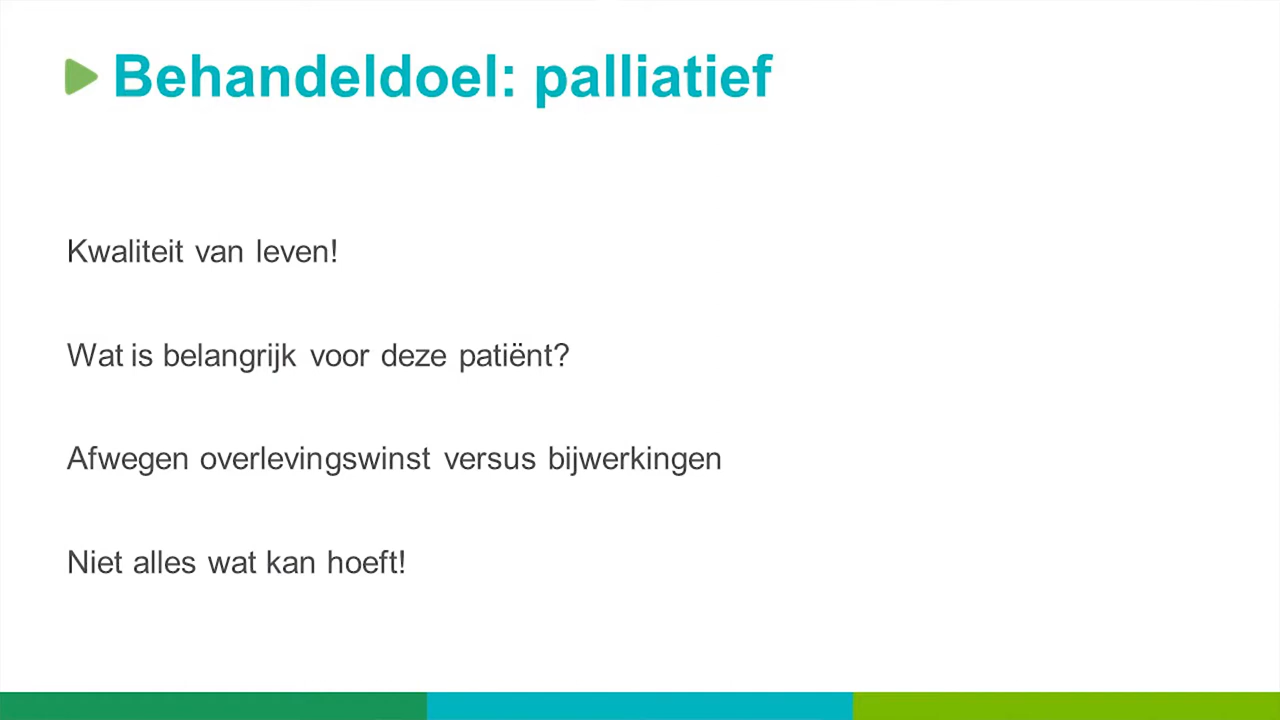 Behandeldoel: palliatief
Kwaliteit van leven!
Wat is belangrijk voor deze patiënt?
Afwegen overlevingswinst versus bijwerkingen
Niet alles wat kan hoeft!